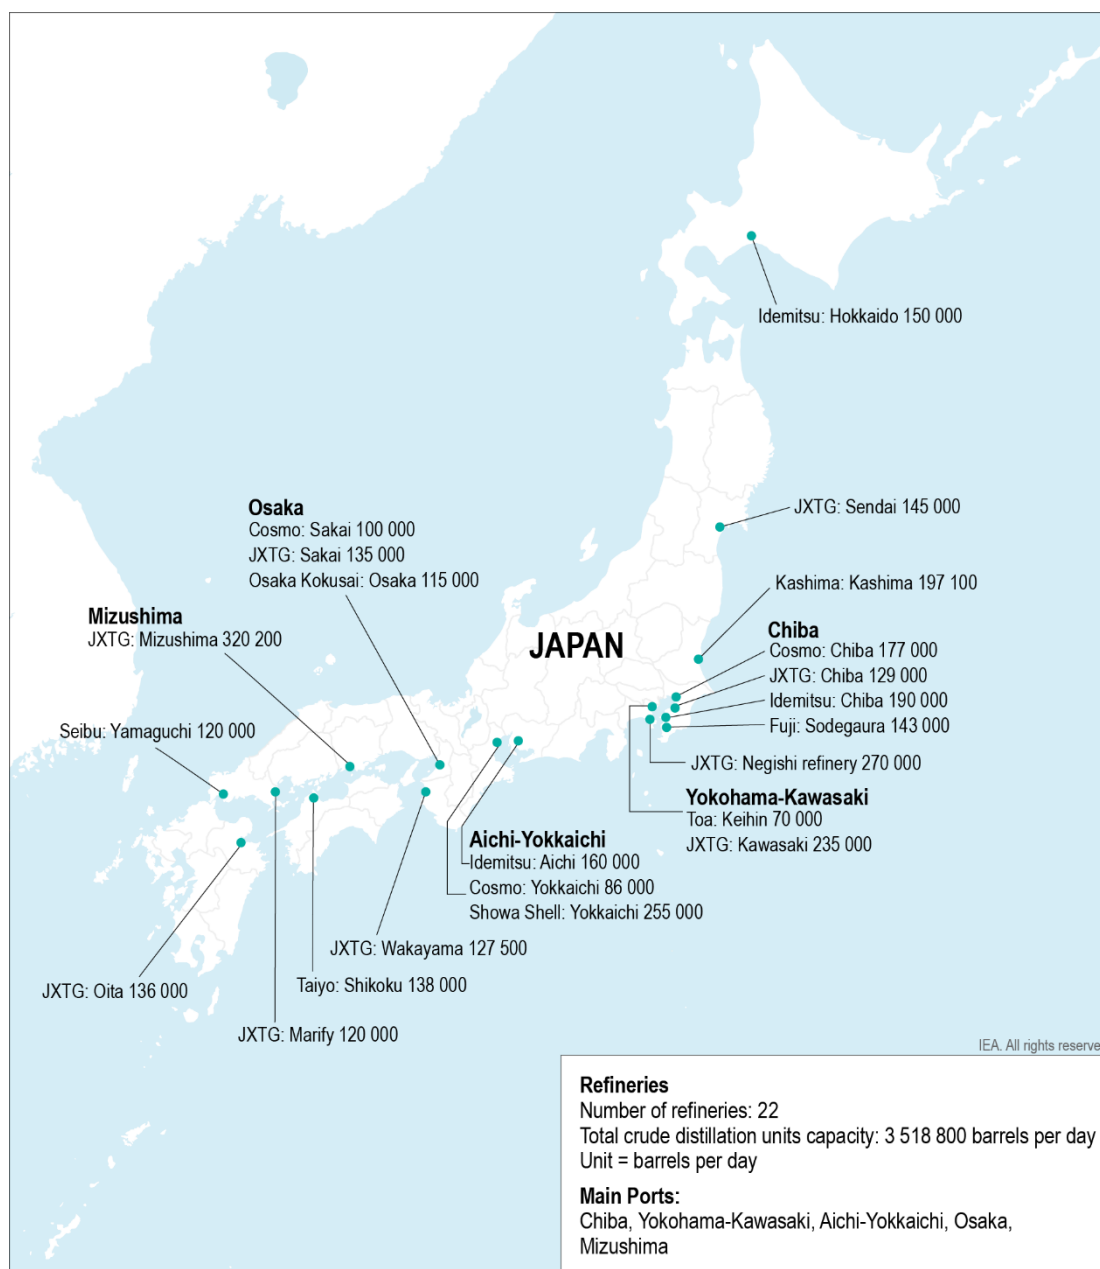 Idemitsu: Hokkaido 150 000
JXTG: Sendai 145 000
Kashima: Kashima 197 100
Osaka
Cosmo: Sakai 100 000
JXTG: Sakai 135 000
Osaka Kokusai: Osaka 115 000
Mizushima
JXTG: Mizushima 320 200
JAPAN
Chiba
Cosmo: Chiba 177 000
JXTG: Chiba 129 000
Idemitsu: Chiba 190 000
Fuji: Sodegaura 143 000
Seibu: Yamaguchi 120 000
JXTG: Negishi refinery 270 000
Yokohama-Kawasaki
Toa: Keihin 70 000
JXTG: Kawasaki 235 000
Aichi-Yokkaichi
Idemitsu: Aichi 160 000
Cosmo: Yokkaichi 86 000
Showa Shell: Yokkaichi 255 000
JXTG: Wakayama 127 500
Taiyo: Shikoku 138 000
JXTG: Oita 136 000
JXTG: Marify 120 000
IEA. All rights reserve
Refineries
Number of refineries: 22
Total crude distillation units capacity: 3 518 800 barrels per day
Unit = barrels per day
Main Ports:
Chiba, Yokohama-Kawasaki, Aichi-Yokkaichi, Osaka,
Mizushima